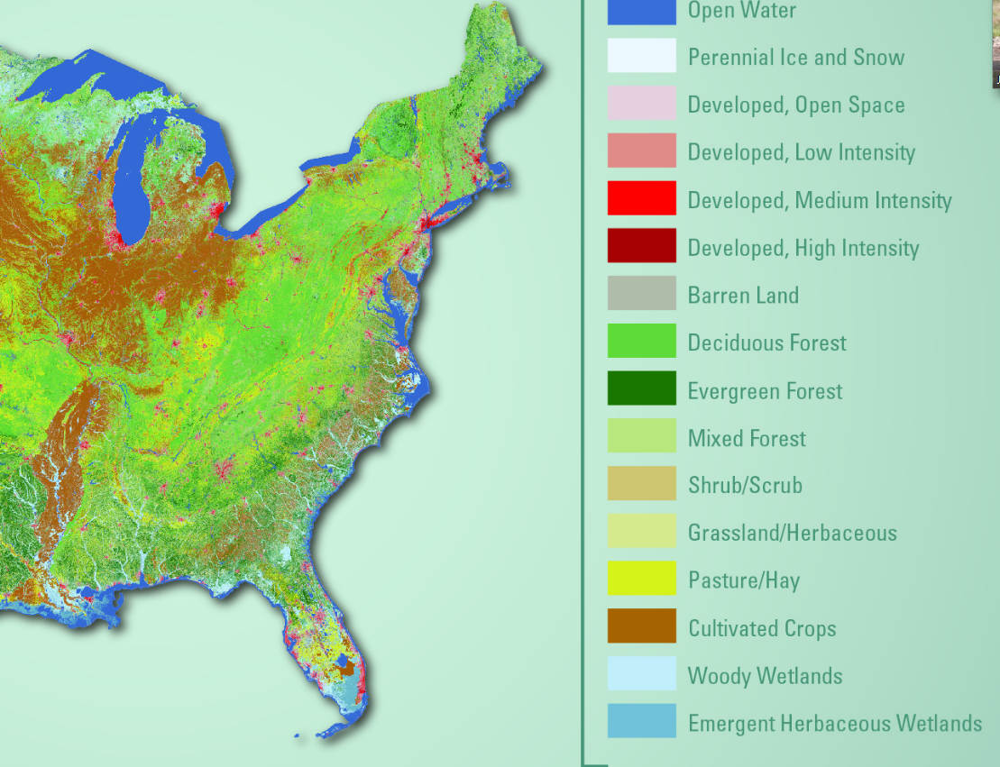 Open Water
Perennial Ice and Snow
Developed, Open Space
Developed, Low Intensity
Developed, Medium Intensity
Developed, High Intensity
Barren Land
Deciduous Forest
Evergreen Forest
Mixed Forest
Shrub/Scrub
Grassland/Herbaceous
Pasture/Hay
Cultivated Crops
Woody Wetlands
Emergent Herbaceous Wetlands